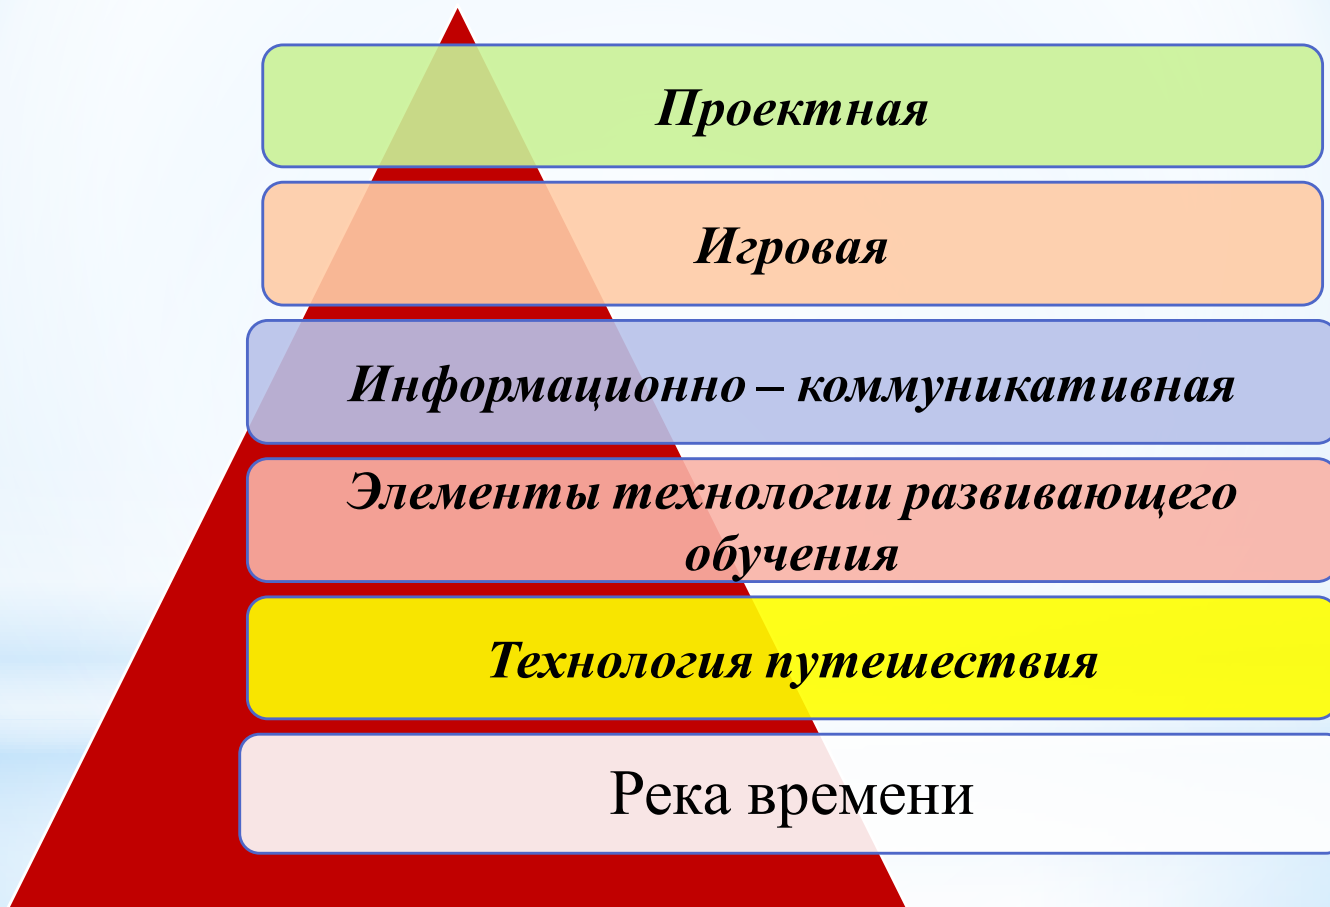 Проектная
Игровая
Информационно – коммуникативная
Элементы технологии развивающего
обучения
Технология путешествия
Река времени